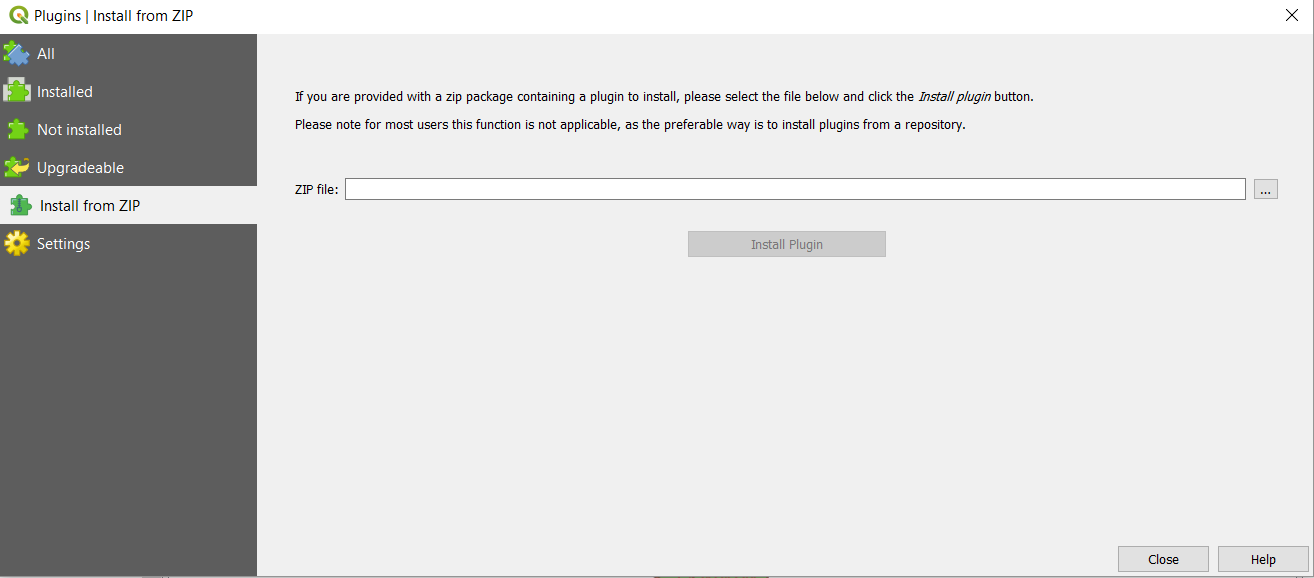 Plugins | Install from ZIP
All
Installed
Not installed
Upgradeable
Install from ZIP
Settings
If you are provided with a zip package containing a plugin to install, please select the file below and click the Install plugin button.
Please note for most users this function is not applicable, as the preferable way is to install plugins from a repository.
ZIP file:
...
Install Plugin
Close
Help